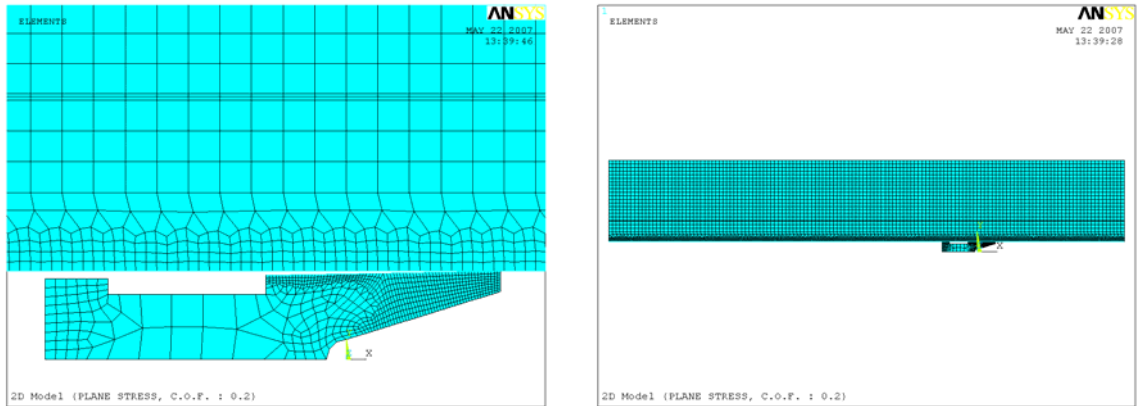 ELEMENTS
ANSYS
MAY 22 2007
13:39:46
X
2D Model (PLANE STRESS, C.O.F. : 0.2)
1
ELEMENTS
ANSYS
MAY 22 2007
13:39:28
X
2D Model (PLANE STRESS, C.O.F. : 0.2)